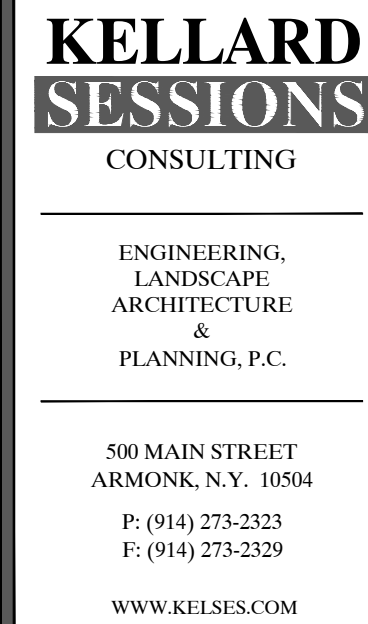 KELLARD
SESSIONS
CONSULTING
ENGINEERING,
LANDSCAPE
ARCHITECTURE
&
PLANNING, P.C.
500 MAIN STREET
ARMONK, N.Y.  10504
P: (914) 273-2323
F: (914) 273-2329
WWW.KELSES.COM